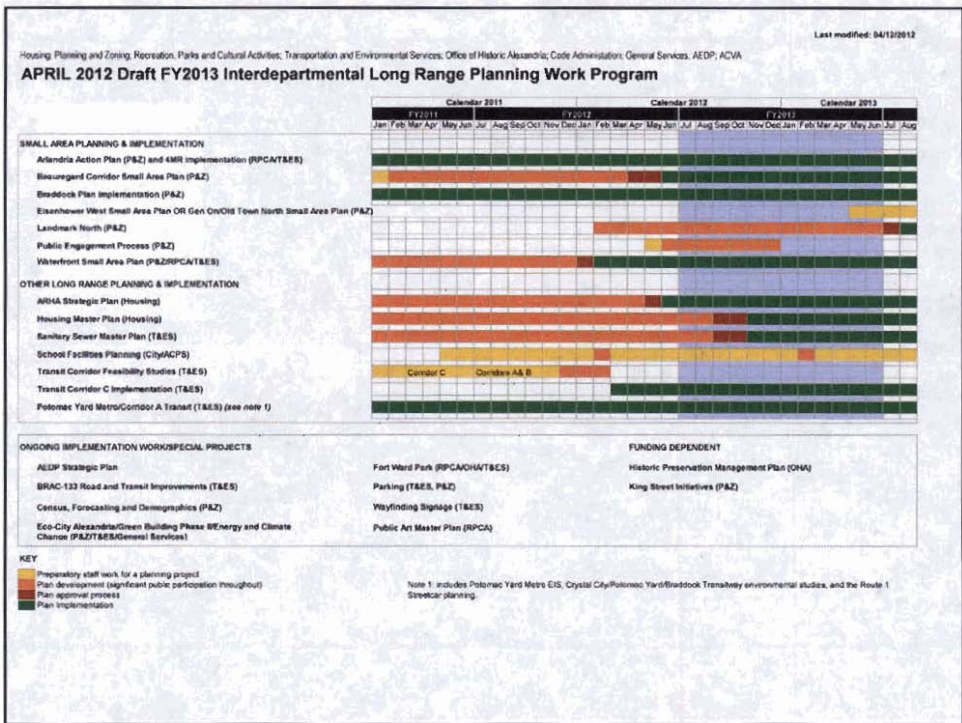 Last modified: 04/12/2012
Housing; Planning and Zoning; Recreation, Parks and Cultural Activities; Transportation and Environmental Services; Office of Historic Alexandria; Code Administration; General Services; AEDP; ACVA
APRIL 2012 Draft FY2013 Interdepartmental Long Range Planning Work Program
Calendar 2011 Calendar 2012 Calendar 2013
FY2011 FY2012 FY2013
Jan Feb Mar Apr May Jun Jul Aug Sep Oct Nov Dec Jan Feb Mar Apr May Jun Jul Aug Sep Oct Nov Dec Jan Feb Mar Apr May Jun Jul Aug
SMALL AREA PLANNING & IMPLEMENTATION
Arlandria Action Plan (P&Z) and 4MR Implementation (RPCA/T&ES)
Beauregard Corridor Small Area Plan (P&Z)
Braddock Plan Implementation (P&Z)
Eisenhower West Small Area Plan OR Gen On/Old Town North Small Area Plan (P&Z)
Landmark North (P&Z)
Public Engagement Process (P&Z)
Waterfront Small Area Plan (P&Z/RPCA/T&ES)
OTHER LONG RANGE PLANNING & IMPLEMENTATION
ARHA Strategic Plan (Housing)
Housing Master Plan (Housing)
Sanitary Sewer Master Plan (T&ES)
School Facilities Planning (City/ACPS)
Transit Corridor Feasibility Studies (T&ES) Corridor C Corridors A& B
Transit Corridor C Implementation (T&ES)
Potomac Yard Metro/Corridor A Transit (T&ES) (see note 1)
ONGOING IMPLEMENTATION WORK/SPECIAL PROJECTS
AEDP Strategic Plan
BRAC-133 Road and Transit Improvements (T&ES)
Census, Forecasting and Demographics (P&Z)
Eco-City Alexandria/Green Building Phase II/Energy and Climate
Change (P&Z/T&ES/General Services)
Fort Ward Park (RPCA/OHA/T&ES)
Parking (T&ES, P&Z)
Wayfinding Signage (T&ES)
Public Art Master Plan (RPCA)
FUNDING DEPENDENT
Historic Preservation Management Plan (OHA)
King Street Initiatives (P&Z)
KEY
Preparatory staff work for a planning project
Plan development (significant public participation throughout)
Plan approval process
Plan Implementation
Note 1: includes Potomac Yard Metro EIS, Crystal City/Potomac Yard/Braddock Transitway environmental studies, and the Route 1
Streetcar planning.